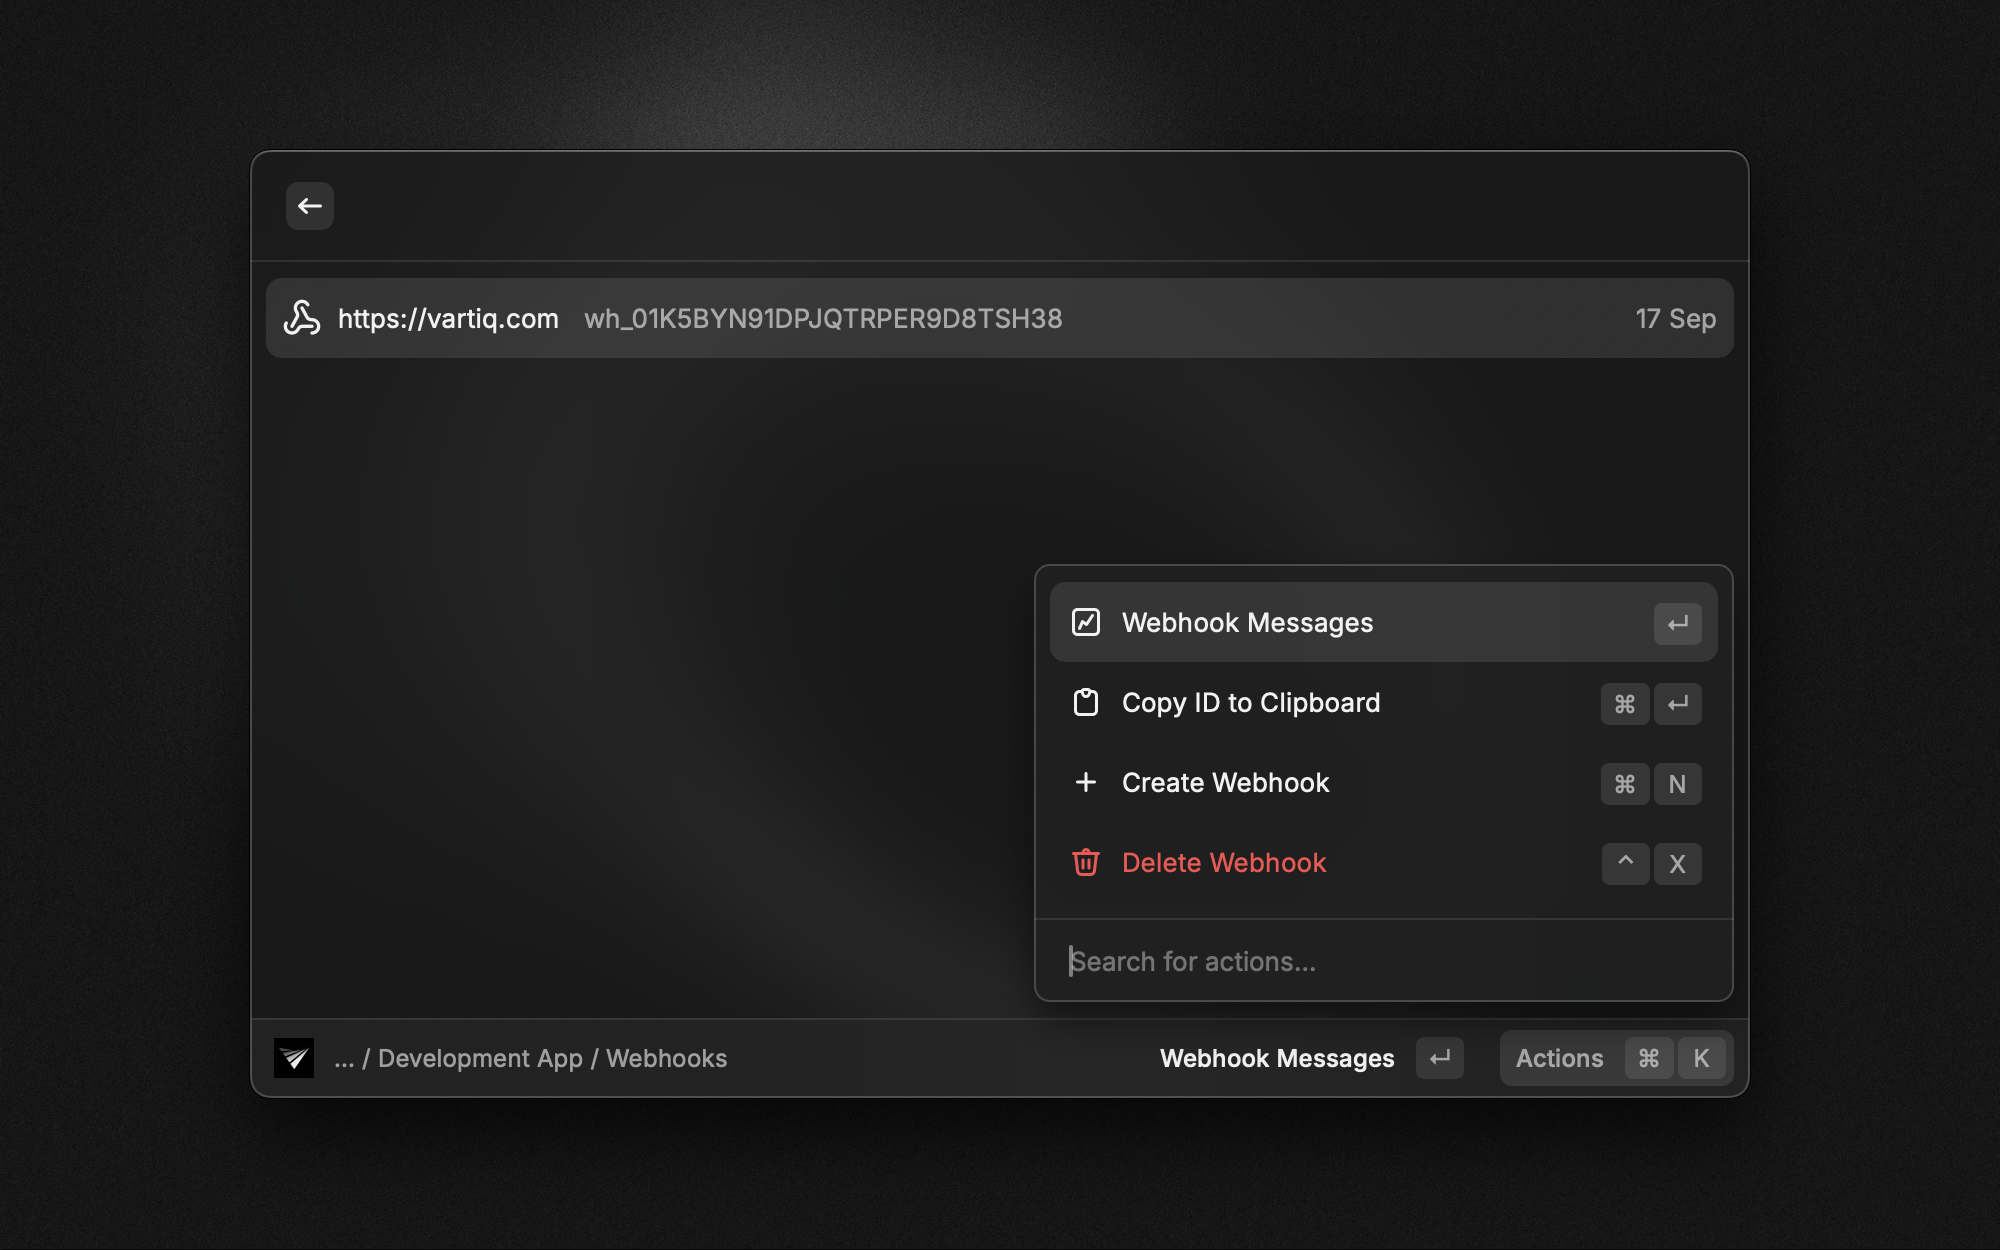 https://vartiq.com wh_01K5BYN91DPJQTRPER9D8TSH38 17 Sep
Webhook Messages ↵
Copy ID to Clipboard ⌘ ↵
Create Webhook ⌘ N
Delete Webhook ^ X
Search for actions...
... / Development App / Webhooks Webhook Messages ↵ Actions ⌘ K